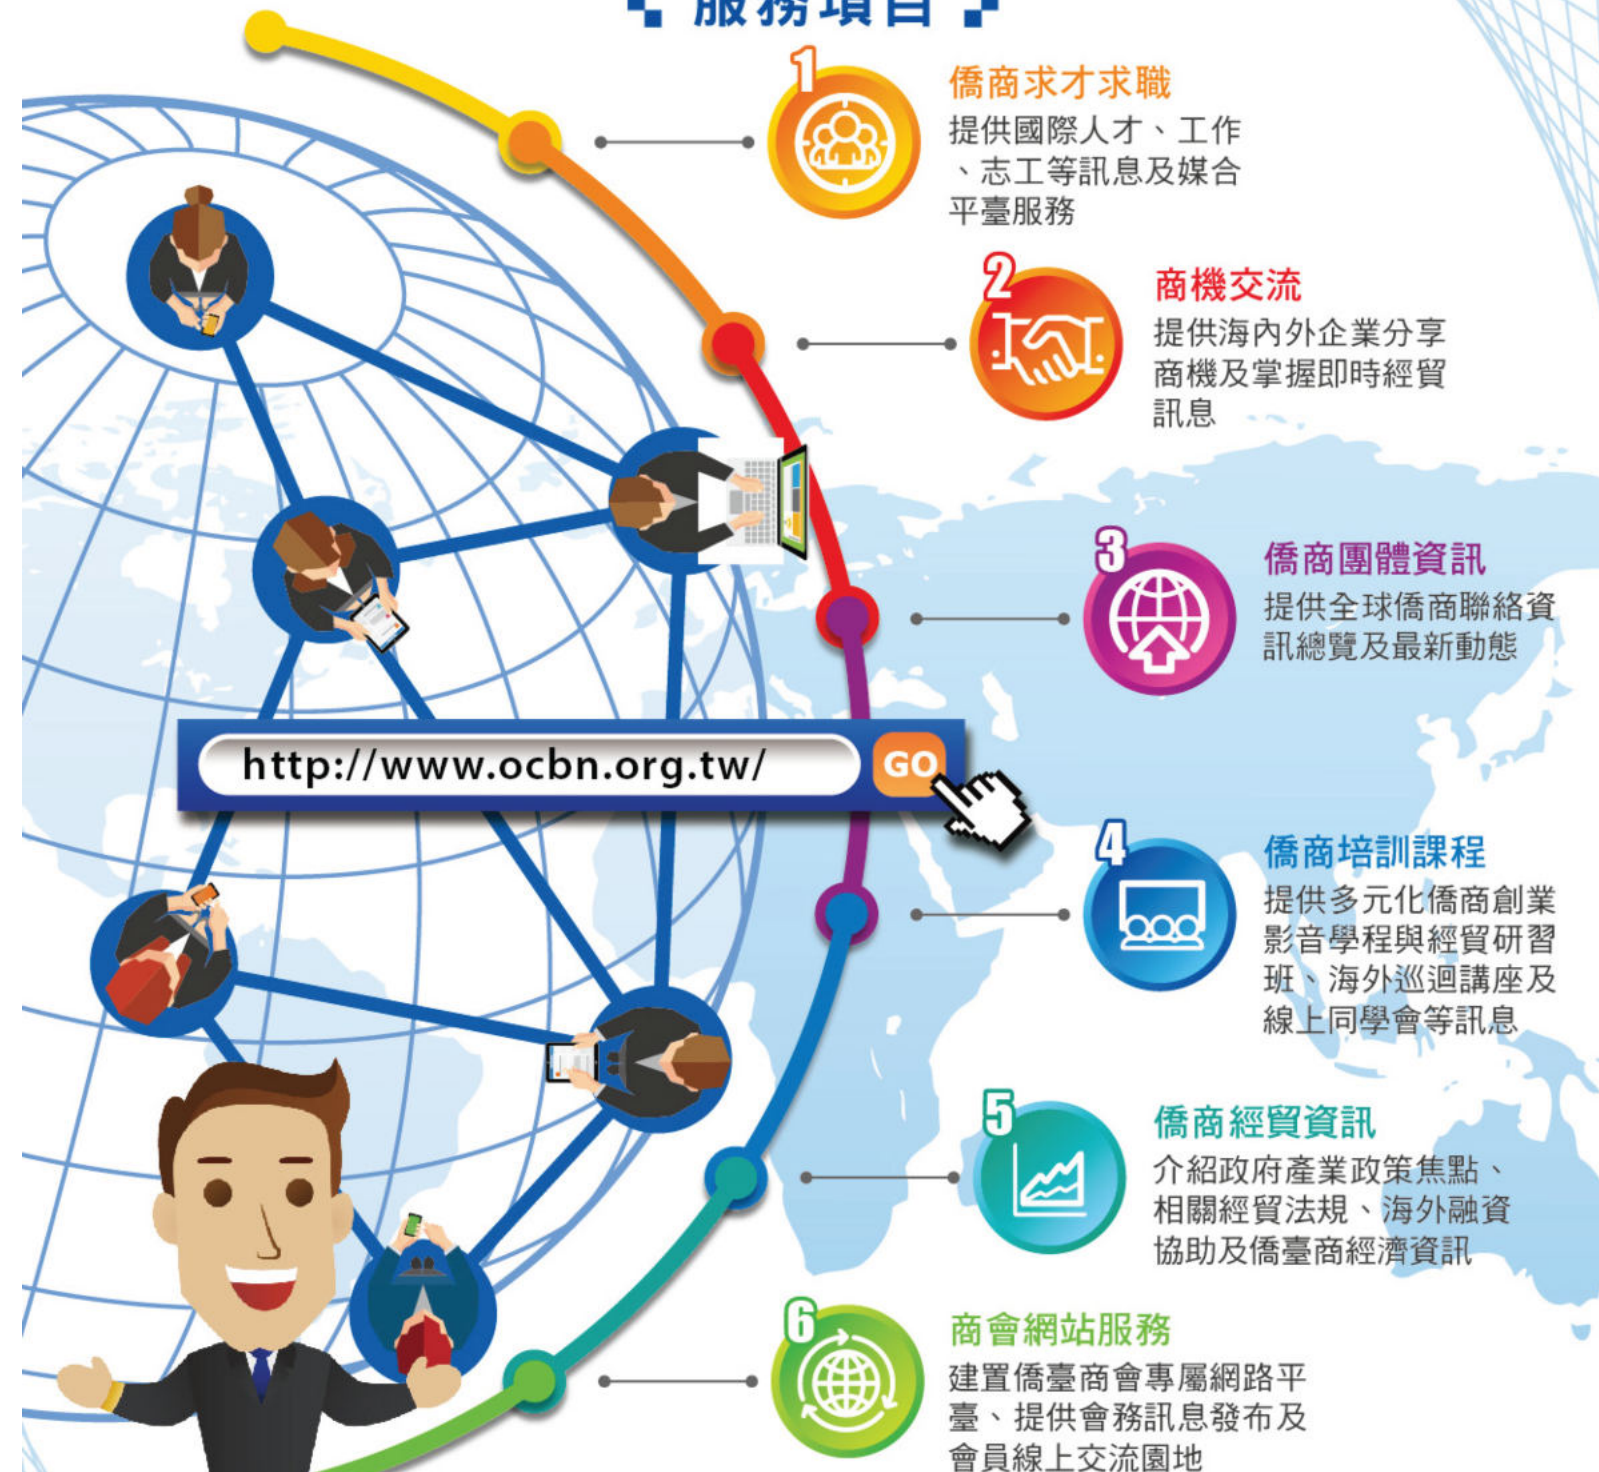 服務項目
1
僑商求才求職
提供國際人才、工作
、志工等訊息及媒合
平臺服務
2
商機交流
提供海內外企業分享
商機及掌握即時經貿
訊息
3
僑商團體資訊
提供全球僑商聯絡資
訊總覽及最新動態
http://www.ocbn.org.tw/
GO
4
僑商培訓課程
提供多元化僑商創業
影音學程與經貿研習
班、海外巡迴講座及
線上同學會等訊息
5
僑商經貿資訊
介紹政府產業政策焦點、
相關經貿法規、海外融資
協助及僑臺商經濟資訊
6
商會網站服務
建置僑臺商會專屬網路平
臺、提供會務訊息發布及
會員線上交流園地